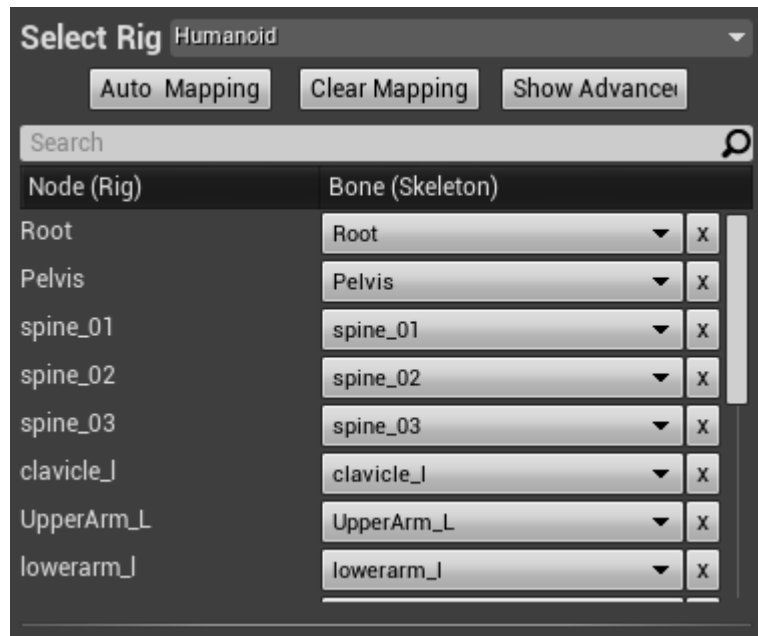 Select Rig Humanoid
Auto Mapping Clear Mapping Show Advance
Search
Node (Rig) Bone (Skeleton)
Root Root x
Pelvis Pelvis x
spine_01 spine_01 x
spine_02 spine_02 x
spine_03 spine_03 x
clavicle_l clavicle_l x
UpperArm_L UpperArm_L x
lowerarm_l lowerarm_l x